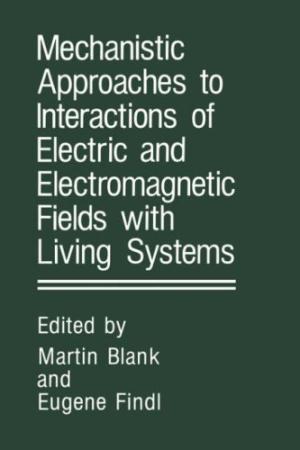 Mechanistic
Approaches to
Interactions of
Electric and
Electromagnetic
Fields with
Living Systems
Edited by
Martin Blank
and
Eugene Findl